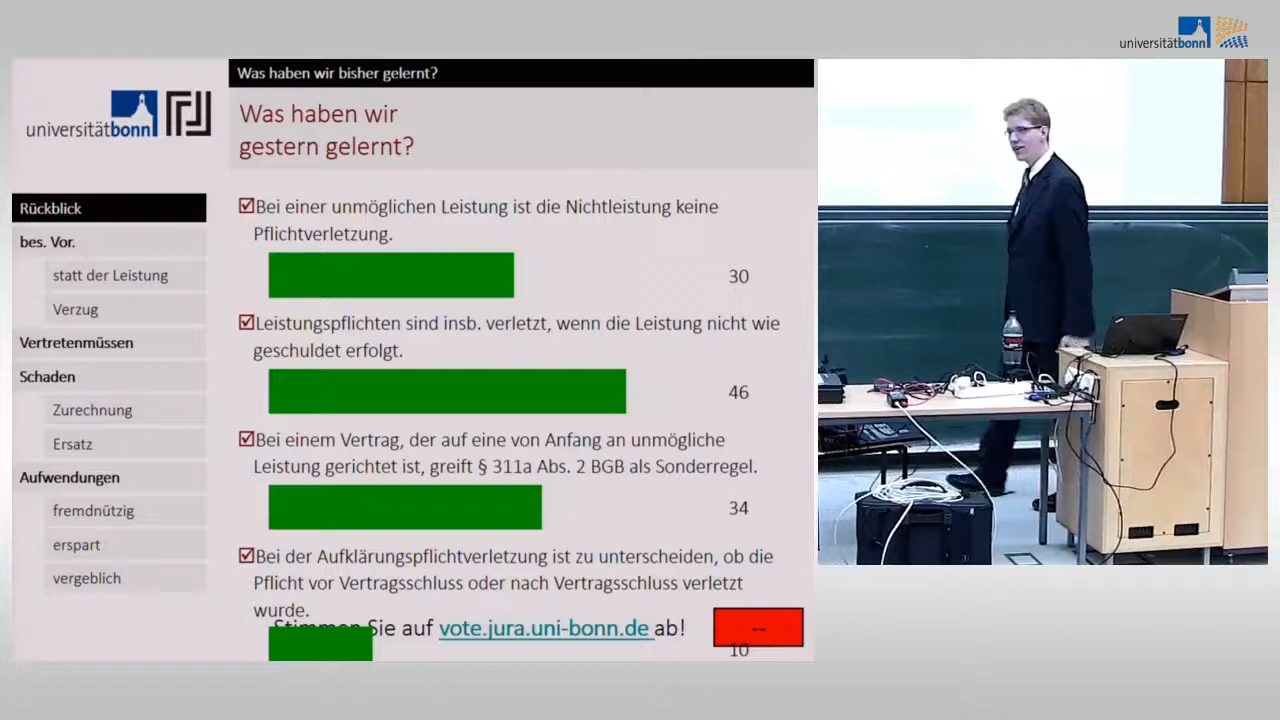 universitätbonn
Was haben wir bisher gelernt?
universitätbonn
Was haben wir
gestern gelernt?
Rückblick
bes. Vor.
statt der Leistung
Verzug
Vertretenmüssen
Schaden
Zurechnung
Ersatz
Aufwendungen
fremdnützig
erspart
vergeblich
Bei einer unmöglichen Leistung ist die Nichtleistung keine
Pflichtverletzung.
30
Leistungspflichten sind insb. verletzt, wenn die Leistung nicht wie
geschuldet erfolgt.
46
Bei einem Vertrag, der auf eine von Anfang an unmögliche
Leistung gerichtet ist, greift § 311a Abs. 2 BGB als Sonderregel.
34
Bei der Aufklärungspflichtverletzung ist zu unterscheiden, ob die
Pflicht vor Vertragsschluss oder nach Vertragsschluss verletzt
wurde.
Stimmen Sie auf vote.jura.uni-bonn.de ab!
--
10